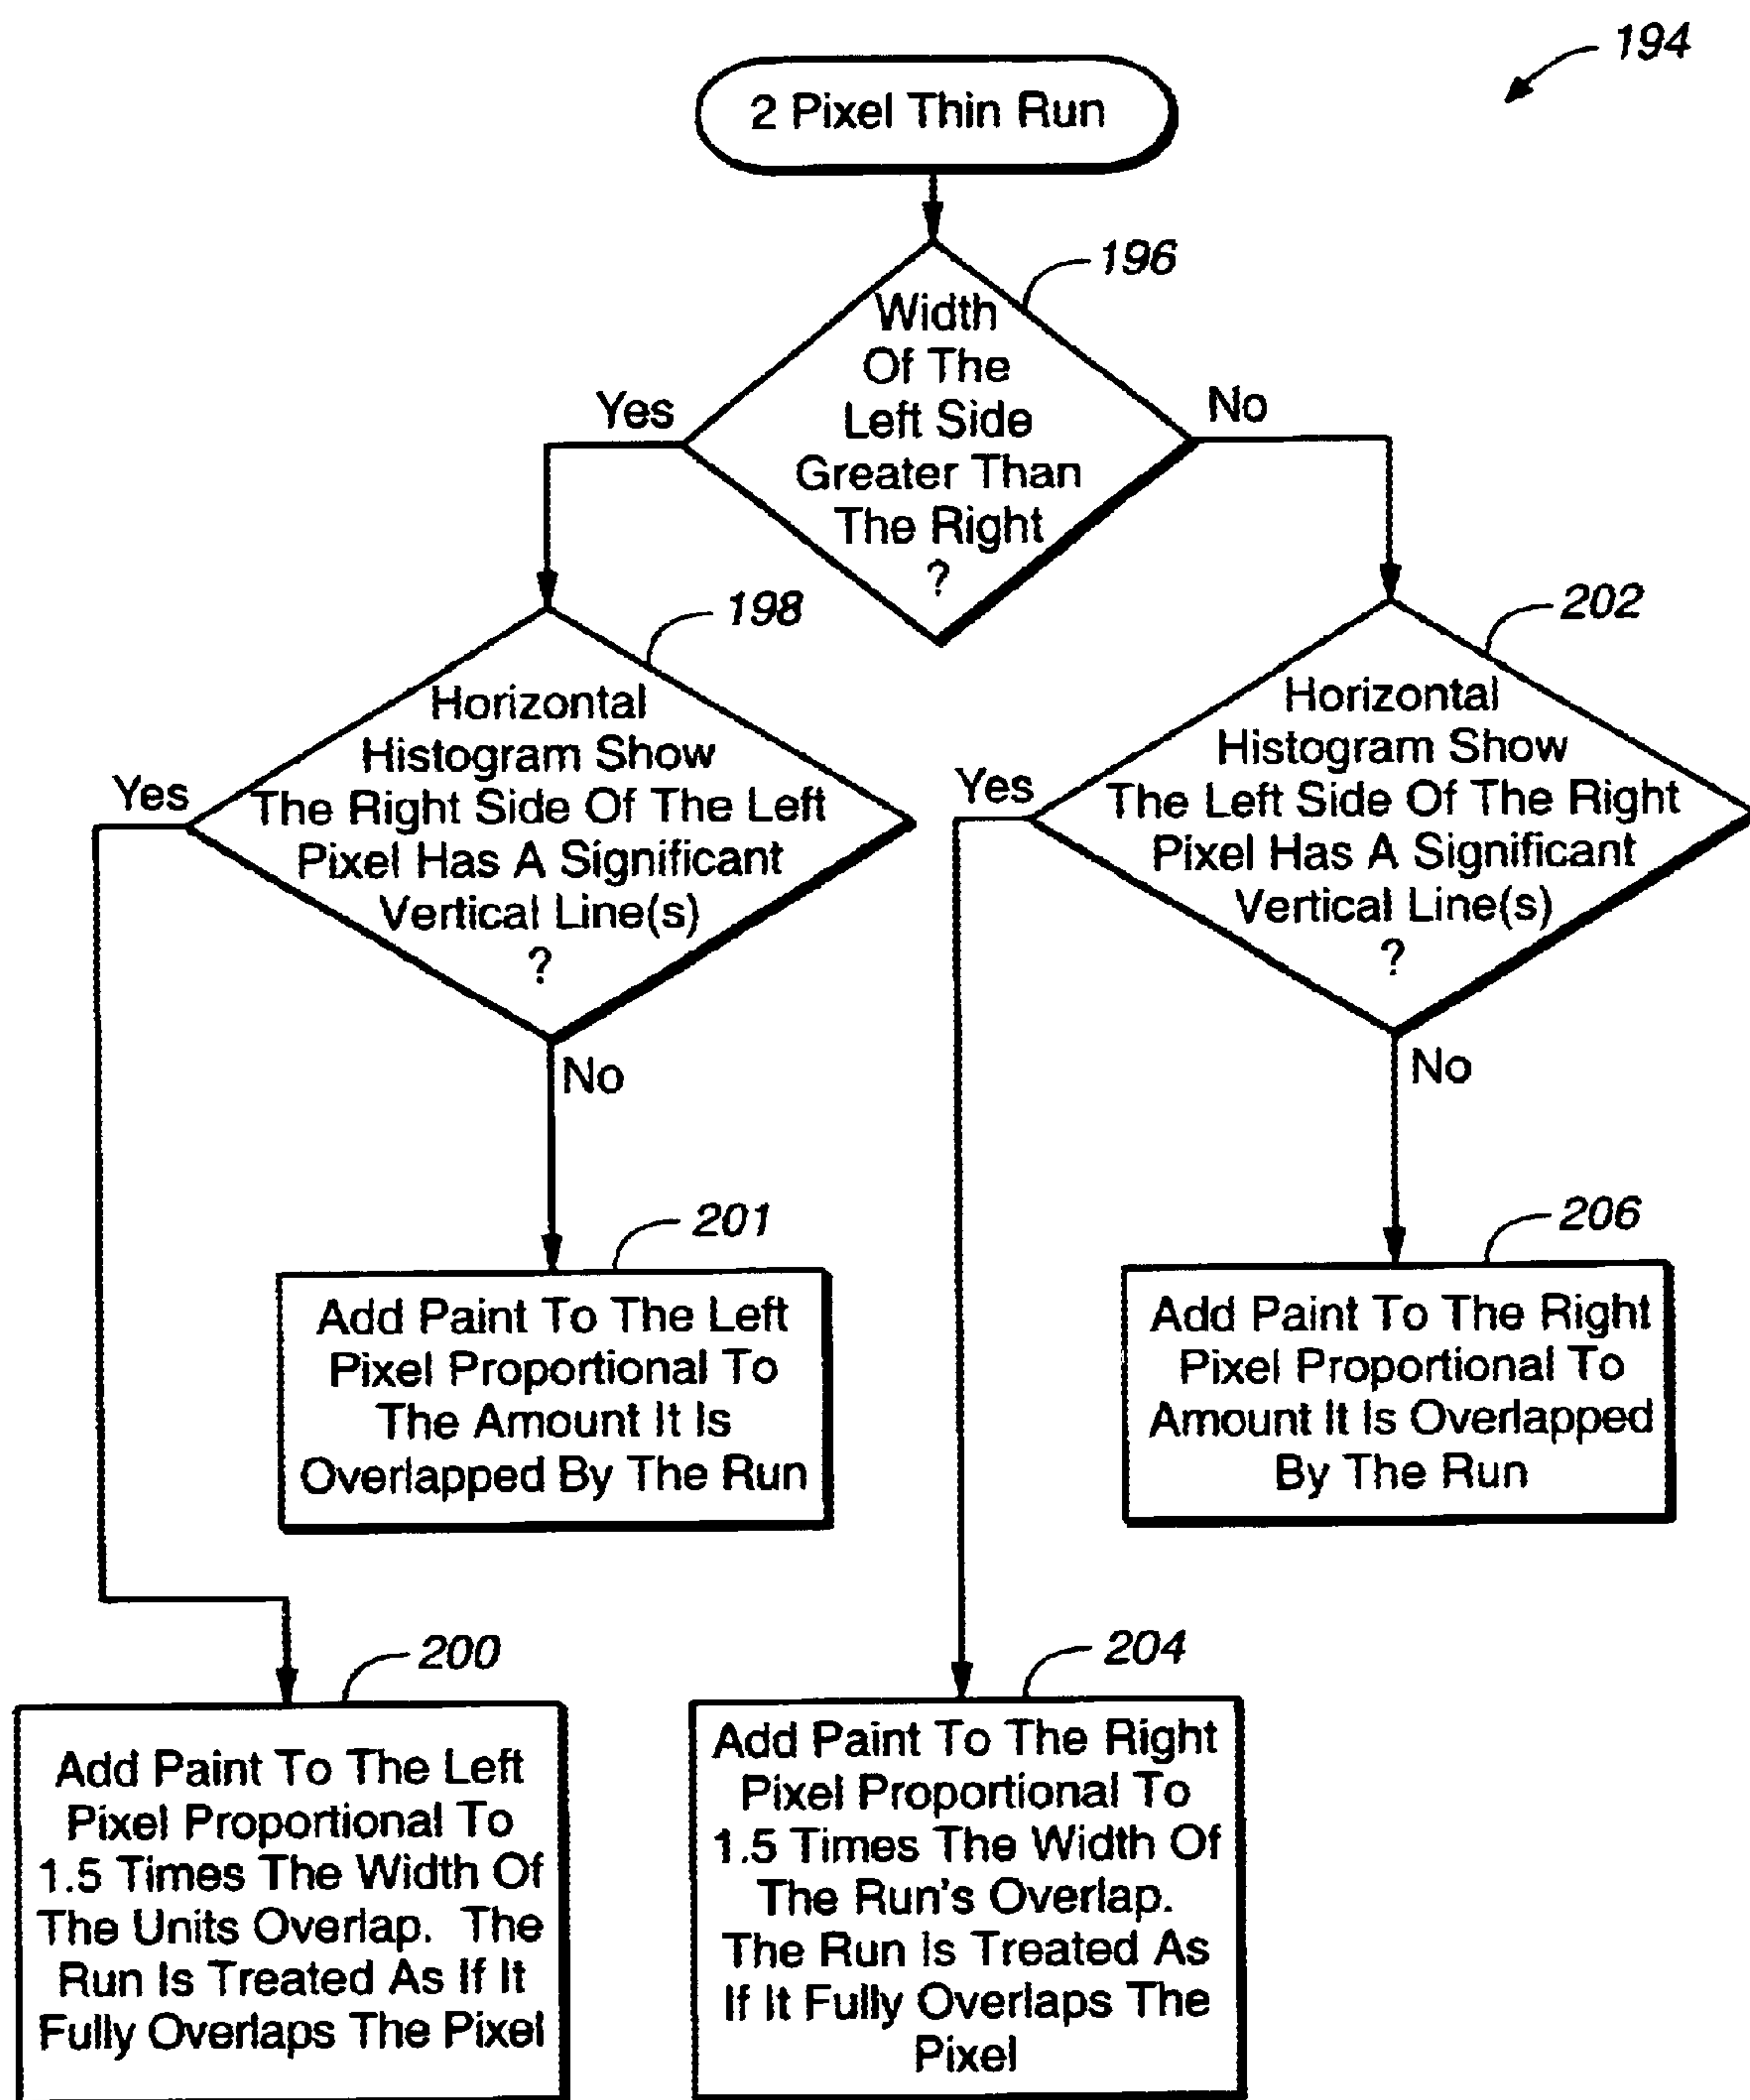 194
2 Pixel Thin Run
196
Width
Of The
Left Side
Greater Than
The Right
?
Yes
No
198
Horizontal
Histogram Show
The Right Side Of The Left
Pixel Has A Significant
Vertical Line(s)
?
Yes
No
202
Horizontal
Histogram Show
The Left Side Of The Right
Pixel Has A Significant
Vertical Line(s)
?
Yes
No
201
Add Paint To The Left
Pixel Proportional To
The Amount It Is
Overlapped By The Run
206
Add Paint To The Right
Pixel Proportional To
Amount It Is Overlapped
By The Run
200
Add Paint To The Left
Pixel Proportional To
1.5 Times The Width Of
The Units Overlap. The
Run Is Treated As If It
Fully Overlaps The Pixel
204
Add Paint To The Right
Pixel Proportional To
1.5 Times The Width Of
The Run's Overlap.
The Run Is Treated As
If It Fully Overlaps The
Pixel